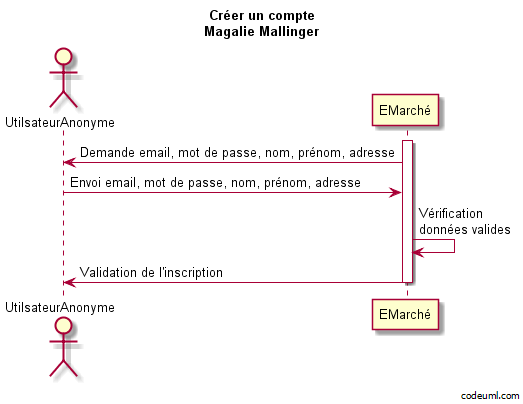 Créer un compte
Magalie Mallinger
UtilsateurAnonyme
EMarché
Demande email, mot de passe, nom, prénom, adresse
Envoi email, mot de passe, nom, prénom, adresse
Vérification
données valides
Validation de l'inscription
UtilsateurAnonyme
EMarché
codeuml.com